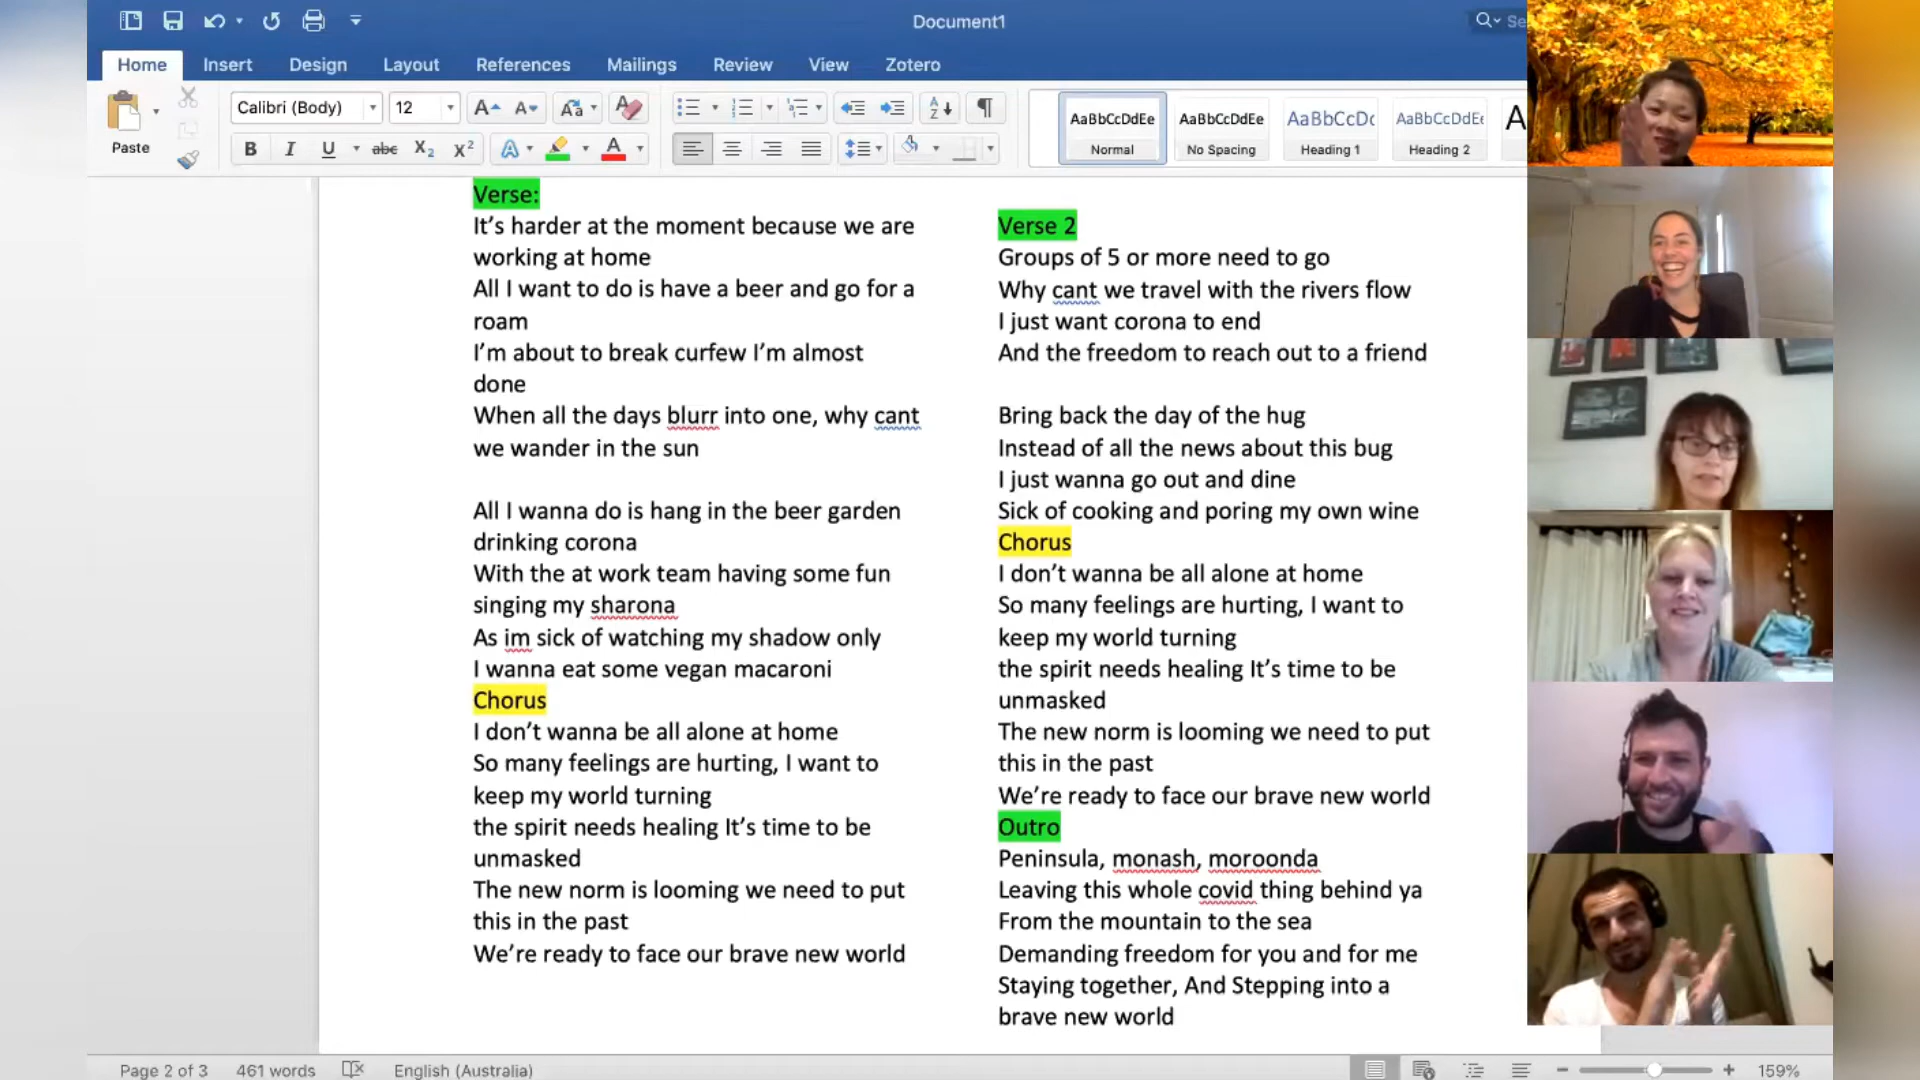 Document1
Se
Home Insert Design Layout References Mailings Review View Zotero
Calibri (Body) 12
Paste
AaBbCcDdEe AaBbCcDdEe AaBbCcDc AaBbCcDdEe A
Normal No Spacing Heading 1 Heading 2
Verse:
It's harder at the moment because we are
working at home
All I want to do is have a beer and go for a
roam
I'm about to break curfew I'm almost
done
When all the days blurr into one, why cant
we wander in the sun
All I wanna do is hang in the beer garden
drinking corona
With the at work team having some fun
singing my sharona
As im sick of watching my shadow only
I wanna eat some vegan macaroni
Chorus
I don't wanna be all alone at home
So many feelings are hurting, I want to
keep my world turning
the spirit needs healing It's time to be
unmasked
The new norm is looming we need to put
this in the past
We're ready to face our brave new world
Verse 2
Groups of 5 or more need to go
Why cant we travel with the rivers flow
I just want corona to end
And the freedom to reach out to a friend
Bring back the day of the hug
Instead of all the news about this bug
I just wanna go out and dine
Sick of cooking and poring my own wine
Chorus
I don't wanna be all alone at home
So many feelings are hurting, I want to
keep my world turning
the spirit needs healing It's time to be
unmasked
The new norm is looming we need to put
this in the past
We're ready to face our brave new world
Outro
Peninsula, monash, moroonda
Leaving this whole covid thing behind ya
From the mountain to the sea
Demanding freedom for you and for me
Staying together, And Stepping into a
brave new world
Page 2 of 3 461 words English (Australia) 159%